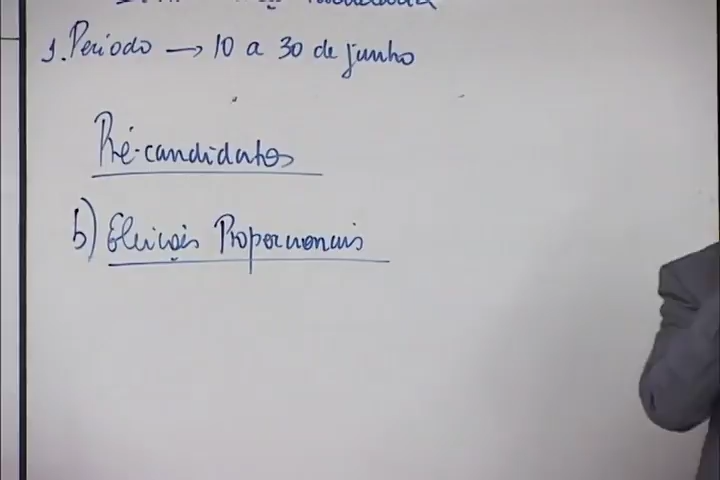 1. Período → 10 a 30 de junho
Pré-candidatos
b) Eleições Proporcionais